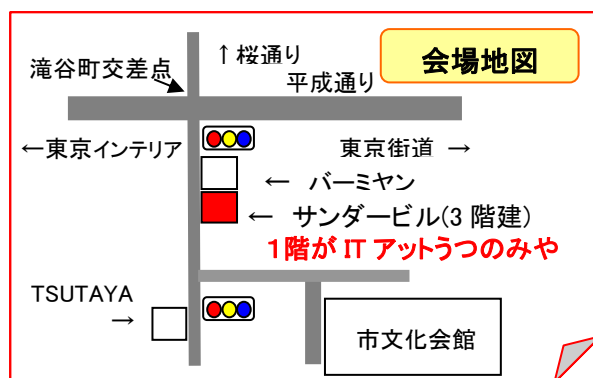 会場地図
↑桜通り
滝谷町交差点
平成通り
←東京インテリア
東京街道 →
← バーミヤン
← サンダービル(3階建)
1階が IT アットうつのみや
TSUTAYA
→
市文化会館